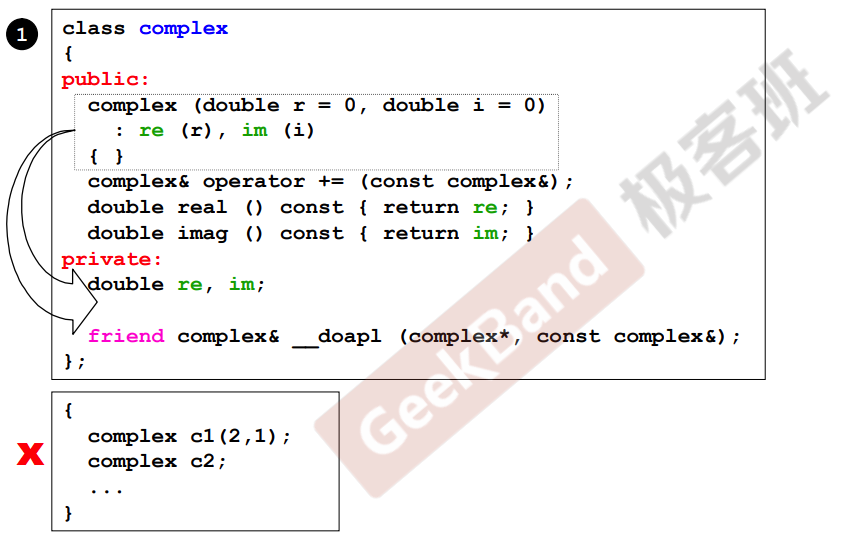 1
class complex
{
public:
  complex (double r = 0, double i = 0)
    : re (r), im (i)
  { }
  complex& operator += (const complex&);
  double real () const { return re; }
  double imag () const { return im; }
private:
  double re, im;

  friend complex& __doapl (complex*, const complex&);
};
GeekBand 极客班
x
{
  complex c1(2,1);
  complex c2;
  ...
}